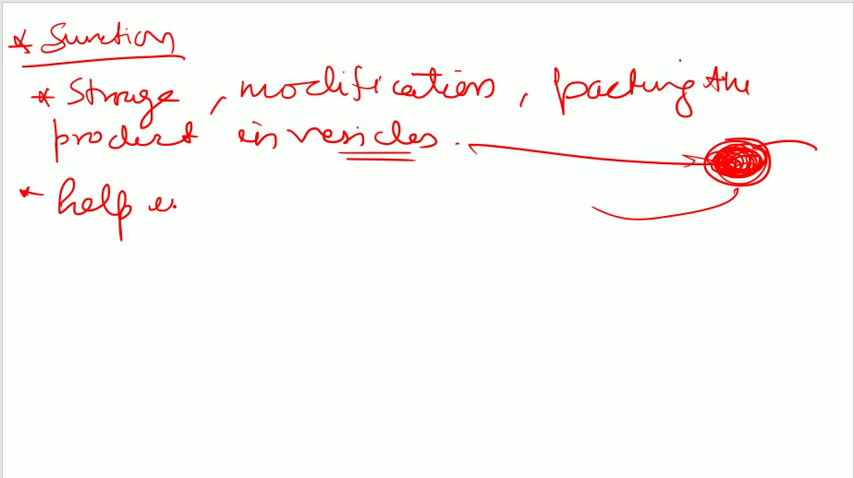 * Function
* Storage, modification, packing the
product in vesicles.
* help